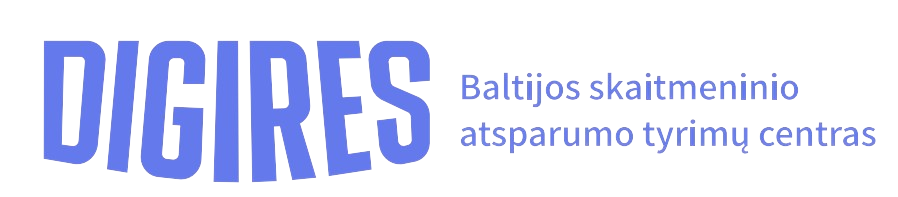 DIGIRES
Baltijos skaitmeninio
atsparumo tyrimų centras